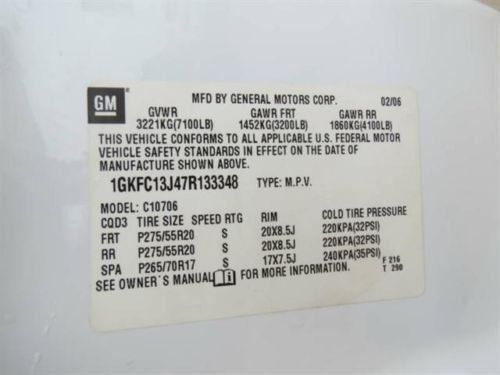 GM
MFD BY GENERAL MOTORS CORP. 02/06
GVWR GAWR FRT GAWR RR
3221KG(7100LB) 1452KG(3200LB) 1860KG(4100LB)
THIS VEHICLE CONFORMS TO ALL APPLICABLE U.S. FEDERAL MOTOR
VEHICLE SAFETY STANDARDS IN EFFECT ON THE DATE OF
MANUFACTURE SHOWN ABOVE.
1GKFC13J47R133348 TYPE: M.P.V.
MODEL: C10706
CQD3 TIRE SIZE SPEED RTG RIM COLD TIRE PRESSURE
FRT P275/55R20 S 20X8.5J 220KPA(32PSI)
RR P275/55R20 S 20X8.5J 220KPA(32PSI)
SPA P265/70R17 S 17X7.5J 240KPA(35PSI) F 216
SEE OWNER'S MANUAL i FOR MORE INFORMATION. T 290